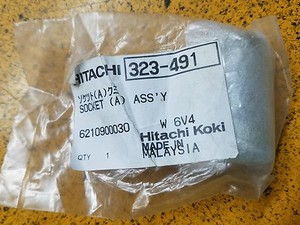 HITACHI 323-491
ソケット(A)クミ
SOCKET (A) ASS'Y
6210900030 W 6V4
Hitachi Koki
QTY 1 MADE IN
MALAYSIA